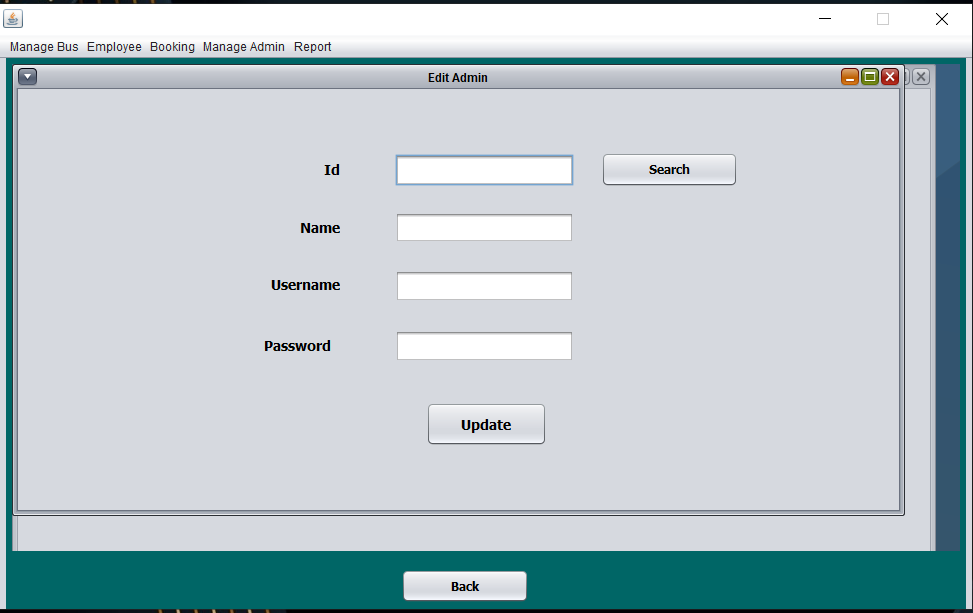 Manage Bus Employee Booking Manage Admin Report
Edit Admin
Id Search
Name
Username
Password
Update
Back